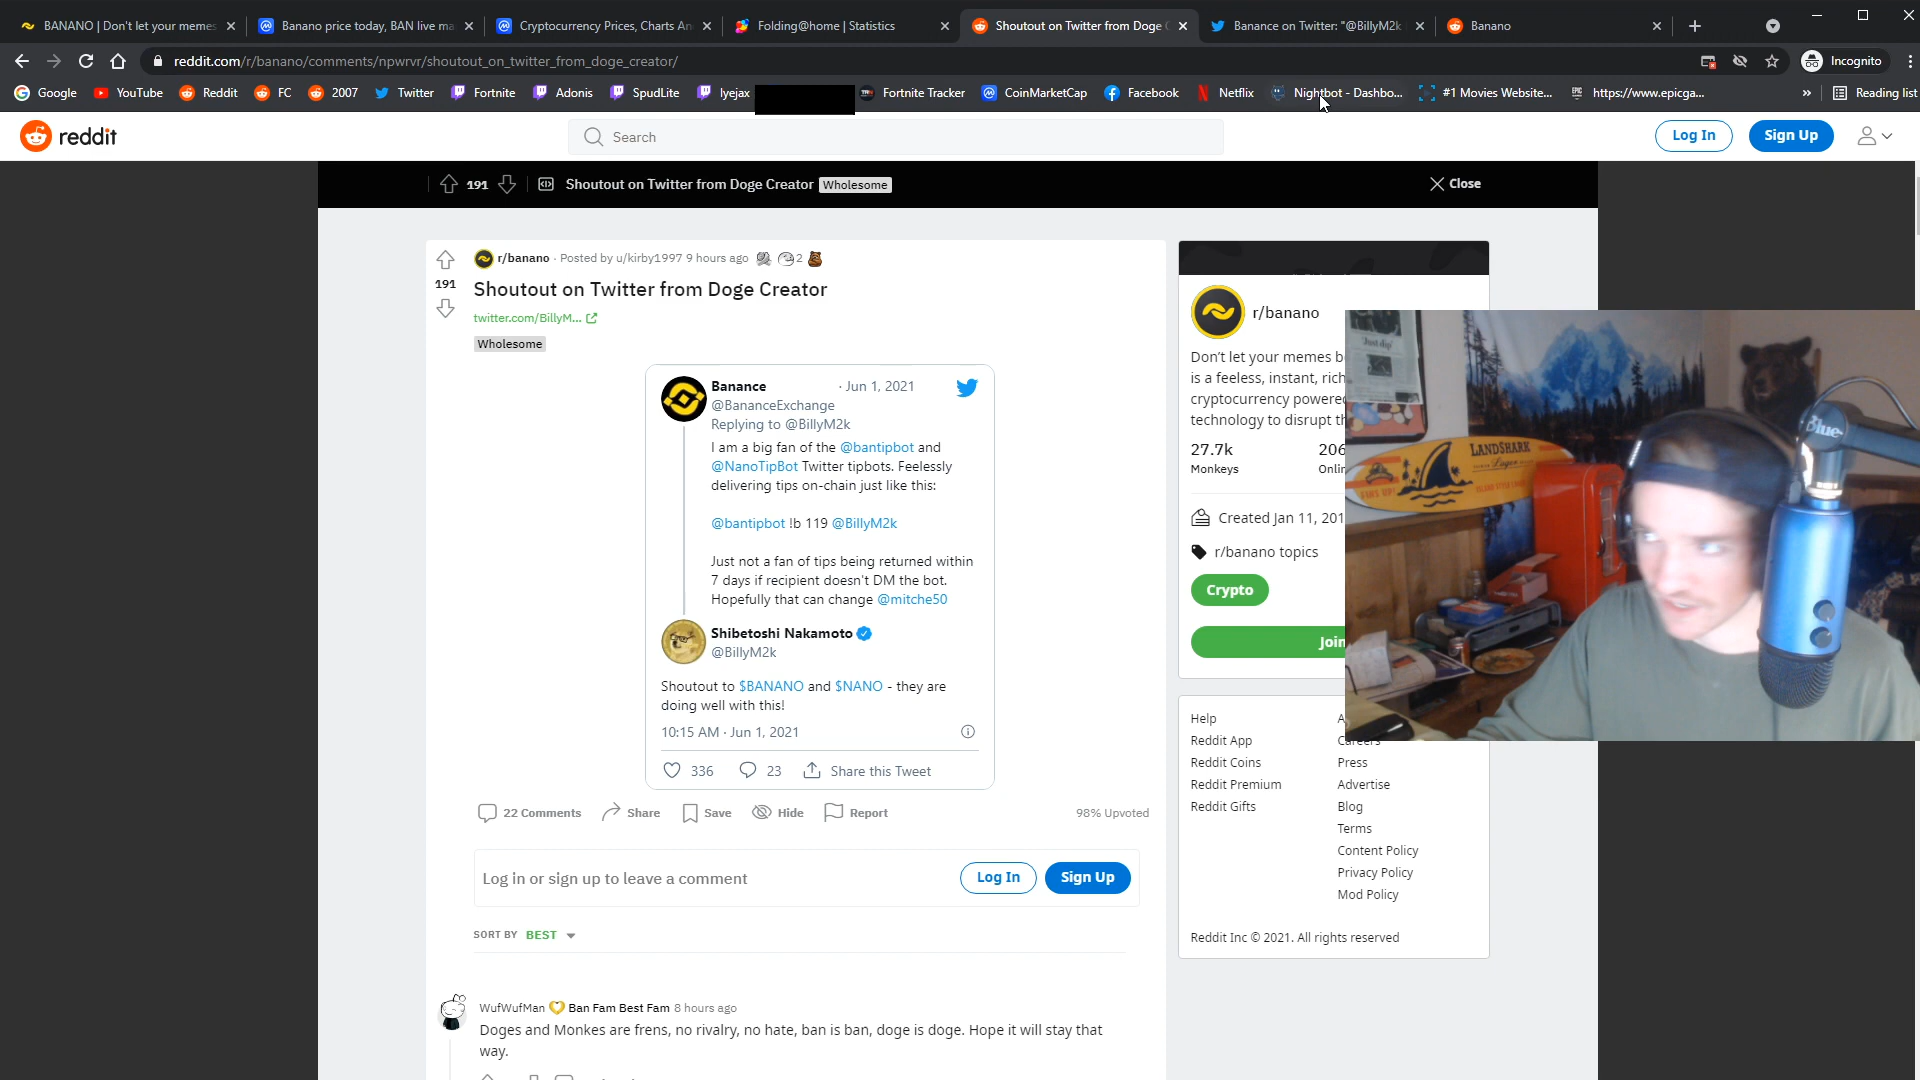 BANANO | Don't let your memes
Banano price today, BAN live ma
Cryptocurrency Prices, Charts An
Folding@home | Statistics
Shoutout on Twitter from Doge C
Banance on Twitter: "@BillyM2k
Banano
reddit.com/r/banano/comments/npwrvr/shoutout_on_twitter_from_doge_creator/
Incognito
Google YouTube Reddit FC 2007 Twitter Fortnite Adonis SpudLite lyejax Fortnite Tracker CoinMarketCap Facebook Netflix Nightbot - Dashbo... #1 Movies Website... https://www.epicga... » Reading list
reddit
Search
Log In
Sign Up
191 Shoutout on Twitter from Doge Creator Wholesome
Close
r/banano · Posted by u/kirby1997 9 hours ago 2
191
Shoutout on Twitter from Doge Creator
twitter.com/BillyM...
Wholesome
Banance · Jun 1, 2021
@BananceExchange
Replying to @BillyM2k
I am a big fan of the @bantipbot and
@NanoTipBot Twitter tipbots. Feelessly
delivering tips on-chain just like this:
@bantipbot !b 119 @BillyM2k
Just not a fan of tips being returned within
7 days if recipient doesn't DM the bot.
Hopefully that can change @mitche50
Shibetoshi Nakamoto
@BillyM2k
Shoutout to $BANANO and $NANO - they are
doing well with this!
10:15 AM · Jun 1, 2021
336 23 Share this Tweet
22 Comments Share Save Hide Report 98% Upvoted
Log in or sign up to leave a comment
Log In
Sign Up
SORT BY BEST
WufWufMan Ban Fam Best Fam 8 hours ago
Doges and Monkes are frens, no rivalry, no hate, ban is ban, doge is doge. Hope it will stay that
way.
r/banano
Don't let your memes b
is a feeless, instant, rich
cryptocurrency powere
technology to disrupt th
27.7k 206
Monkeys Onlin
Created Jan 11, 201
r/banano topics
Crypto
Join
Help
Reddit App
Reddit Coins
Reddit Premium
Reddit Gifts
A
Careers
Press
Advertise
Blog
Terms
Content Policy
Privacy Policy
Mod Policy
Reddit Inc © 2021. All rights reserved
Just dip
LANDSHARK
Lager
FINS UP!
Blue